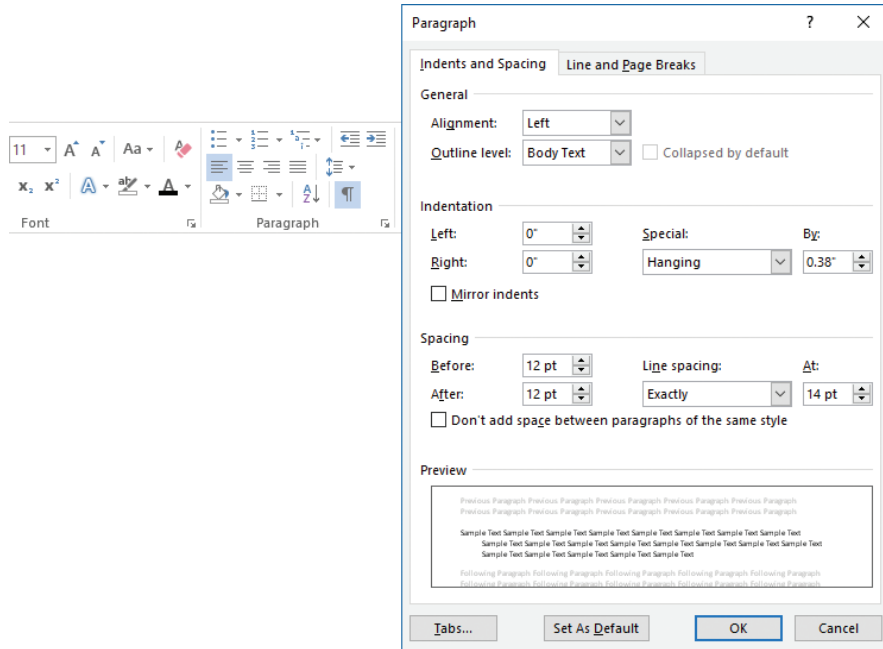 11 A A Aa
x₂ x² A ab A
A Z
Font
Paragraph
Paragraph ? ×
Indents and Spacing Line and Page Breaks
General
Alignment: Left
Outline level: Body Text Collapsed by default
Indentation
Left: 0" Special: By:
Right: 0" Hanging 0.38"
Mirror indents
Spacing
Before: 12 pt Line spacing: At:
After: 12 pt Exactly 14 pt
Don't add space between paragraphs of the same style
Preview
Previous Paragraph Previous Paragraph Previous Paragraph Previous Paragraph Previous Paragraph
Previous Paragraph Previous Paragraph Previous Paragraph Previous Paragraph Previous Paragraph
Sample Text Sample Text Sample Text Sample Text Sample Text Sample Text Sample Text Sample Text
Sample Text Sample Text Sample Text Sample Text Sample Text Sample Text Sample Text Sample Text
Sample Text Sample Text Sample Text Sample Text Sample Text
Following Paragraph Following Paragraph Following Paragraph Following Paragraph Following Paragraph
Following Paragraph Following Paragraph Following Paragraph Following Paragraph Following Paragraph
Tabs... Set As Default OK Cancel